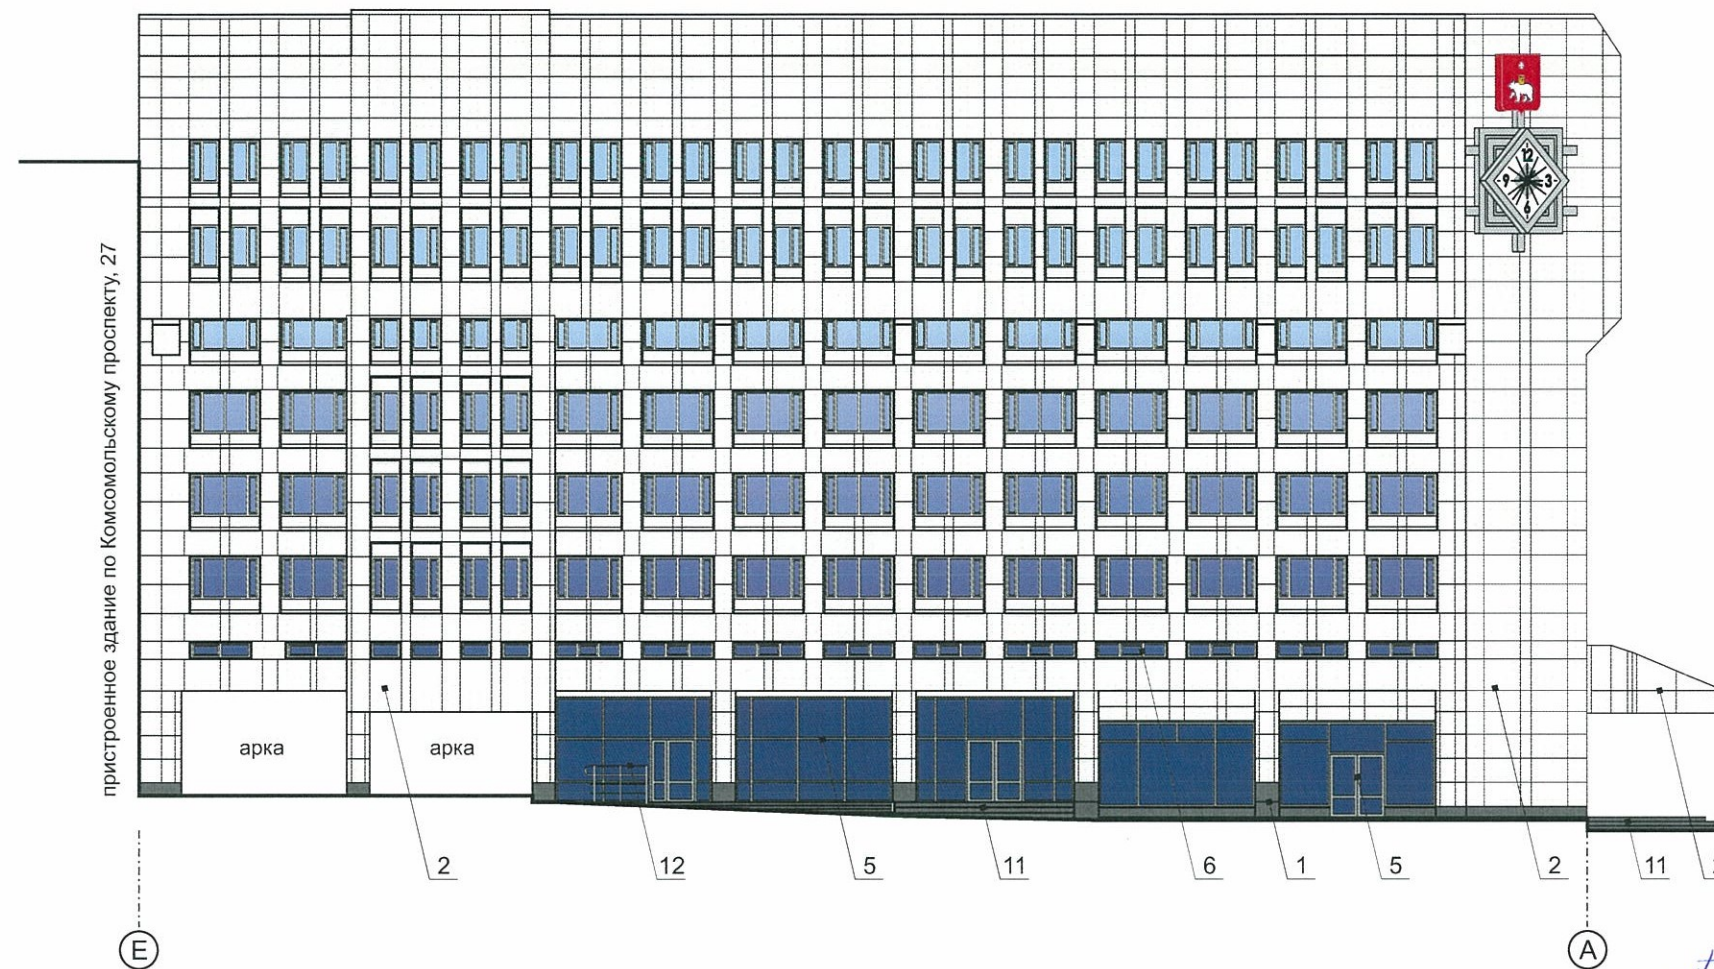 12
9
3
6
пристроенное здание по Комсомольскому проспекту, 27
арка
арка
2
12
5
11
6
1
5
2
11
Е
А